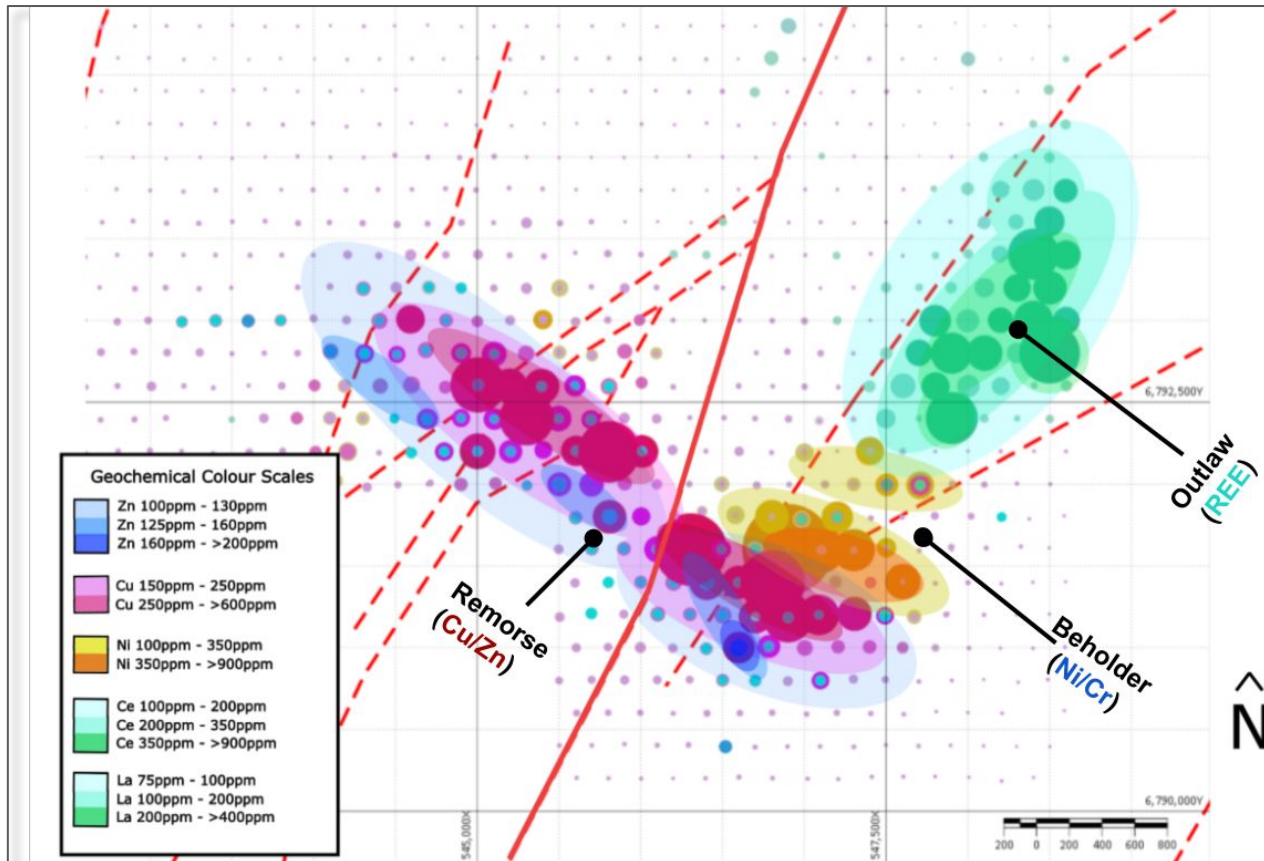 6,792,500Y
Outlaw
(REE)
Geochemical Colour Scales
Zn 100ppm - 130ppm
Zn 125ppm - 160ppm
Zn 160ppm - >200ppm
Cu 150ppm - 250ppm
Cu 250ppm - >600ppm
Ni 100ppm - 350ppm
Ni 350ppm - >900ppm
Ce 100ppm - 200ppm
Ce 200ppm - 350ppm
Ce 350ppm - >900ppm
La 75ppm - 100ppm
La 100ppm - 200ppm
La 200ppm - >400ppm
Remorse
(Cu/Zn)
Beholder
(Ni/Cr)
N
6,790,000Y
545,000X
547,500X
200 0 200 400 600 800